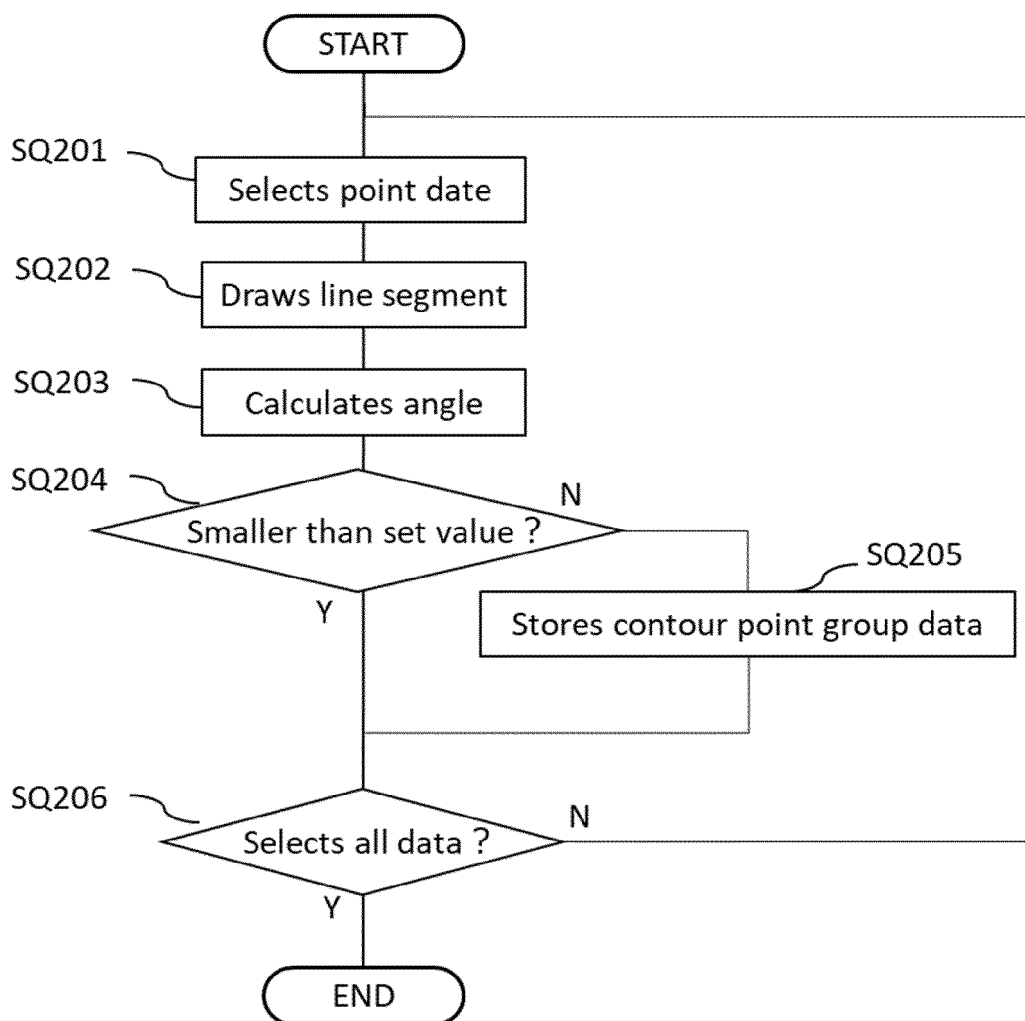 START
SQ201
Selects point date
SQ202
Draws line segment
SQ203
Calculates angle
SQ204
N
Smaller than set value ?
SQ205
Y
Stores contour point group data
SQ206
N
Selects all data ?
Y
END